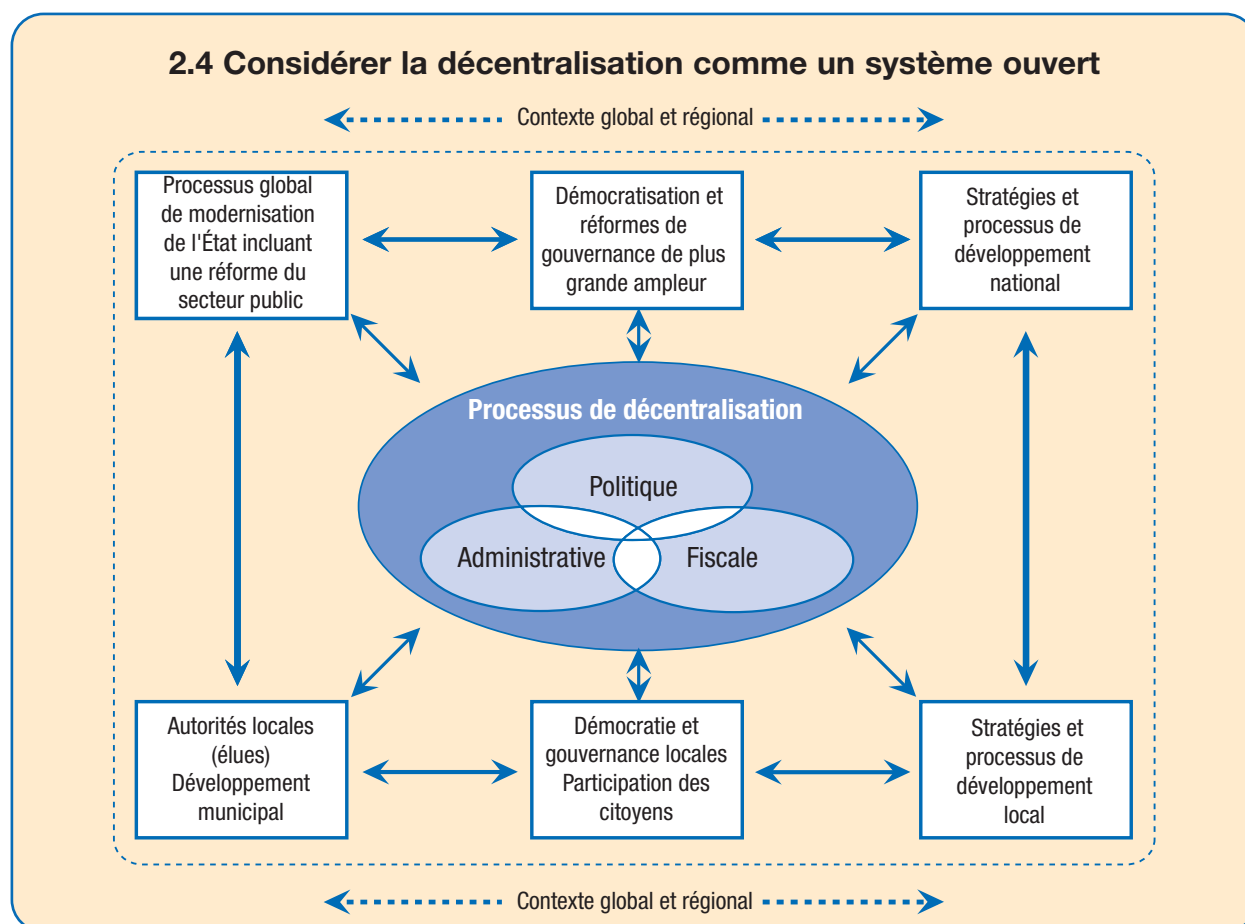 2.4 Considérer la décentralisation comme un système ouvert
Contexte global et régional
Processus global
de modernisation
de l'État incluant
une réforme du
secteur public
Démocratisation et
réformes de
gouvernance de plus
grande ampleur
Stratégies et
processus de
développement
national
Processus de décentralisation
Politique
Administrative
Fiscale
Autorités locales
(élues)
Développement
municipal
Démocratie et
gouvernance locales
Participation des
citoyens
Stratégies et
processus de
développement
local
Contexte global et régional